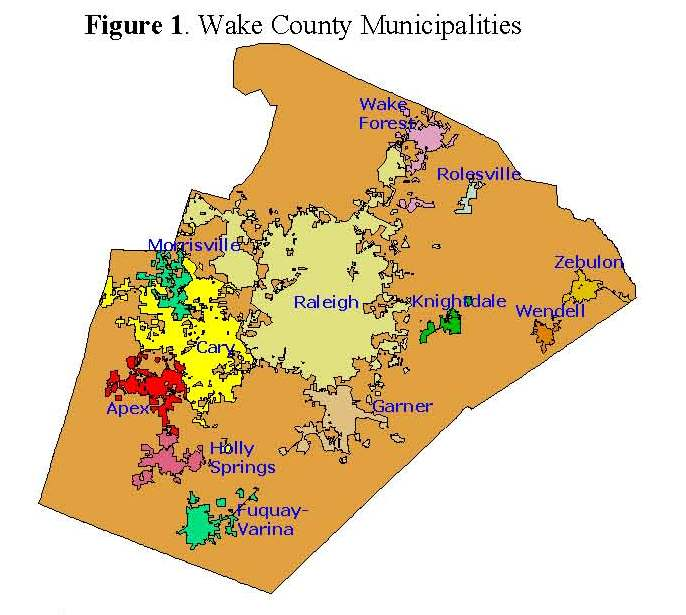 Figure 1. Wake County Municipalities
Wake
Forest
Rolesville
Morrisville
Zebulon
Raleigh
Knightdale
Wendell
Cary
Apex
Garner
Holly
Springs
Fuquay-
Varina